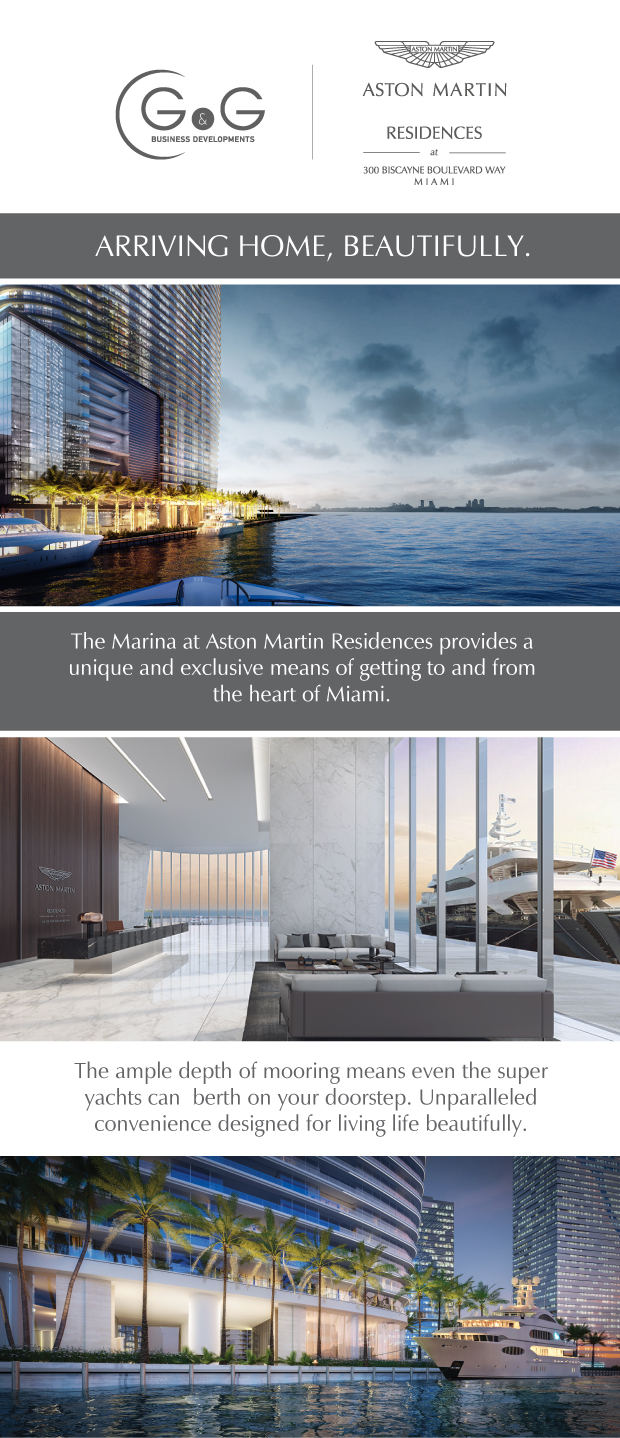 G&G
BUSINESS DEVELOPMENTS
ASTON MARTIN
ASTON MARTIN
RESIDENCES
at
300 BISCAYNE BOULEVARD WAY
MIAMI
ARRIVING HOME, BEAUTIFULLY.
The Marina at Aston Martin Residences provides a
unique and exclusive means of getting to and from
the heart of Miami.
ASTON MARTIN
RESIDENCES
The ample depth of mooring means even the super
yachts can  berth on your doorstep. Unparalleled
convenience designed for living life beautifully.